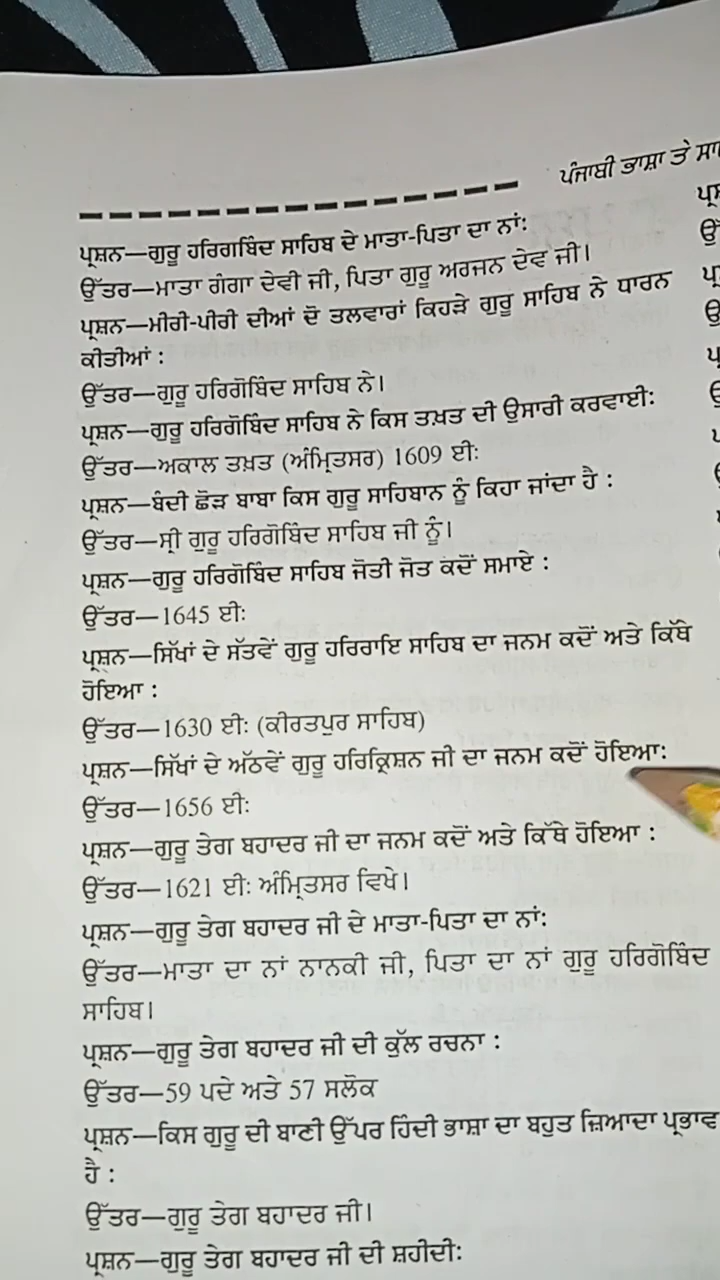 ਪੰਜਾਬੀ ਭਾਸ਼ਾ ਤੇ
ਪ੍ਰਸ਼ਨ—ਗੁਰੂ ਹਰਿਗਬਿੰਦ ਸਾਹਿਬ ਦੇ ਮਾਤਾ-ਪਿਤਾ ਦਾ ਨਾਂ:
ਉੱਤਰ—ਮਾਤਾ ਗੰਗਾ ਦੇਵੀ ਜੀ, ਪਿਤਾ ਗੁਰੂ ਅਰਜਨ ਦੇਵ ਜੀ।
ਪ੍ਰਸ਼ਨ—ਮੀਰੀ-ਪੀਰੀ ਦੀਆਂ ਦੋ ਤਲਵਾਰਾਂ ਕਿਹੜੇ ਗੁਰੂ ਸਾਹਿਬ ਨੇ ਧਾਰਨ
ਕੀਤੀਆਂ :
ਉੱਤਰ—ਗੁਰੂ ਹਰਿਗੋਬਿੰਦ ਸਾਹਿਬ ਨੇ।
ਪ੍ਰਸ਼ਨ—ਗੁਰੂ ਹਰਿਗੋਬਿੰਦ ਸਾਹਿਬ ਨੇ ਕਿਸ ਤਖ਼ਤ ਦੀ ਉਸਾਰੀ ਕਰਵਾਈ:
ਉੱਤਰ—ਅਕਾਲ ਤਖ਼ਤ (ਅੰਮ੍ਰਿਤਸਰ) 1609 ਈ:
ਪ੍ਰਸ਼ਨ—ਬੰਦੀ ਛੋੜ ਬਾਬਾ ਕਿਸ ਗੁਰੂ ਸਾਹਿਬਾਨ ਨੂੰ ਕਿਹਾ ਜਾਂਦਾ ਹੈ :
ਉੱਤਰ—ਸ੍ਰੀ ਗੁਰੂ ਹਰਿਗੋਬਿੰਦ ਸਾਹਿਬ ਜੀ ਨੂੰ।
ਪ੍ਰਸ਼ਨ—ਗੁਰੂ ਹਰਿਗੋਬਿੰਦ ਸਾਹਿਬ ਜੋਤੀ ਜੋਤ ਕਦੋਂ ਸਮਾਏ :
ਉੱਤਰ—1645 ਈ:
ਪ੍ਰਸ਼ਨ—ਸਿੱਖਾਂ ਦੇ ਸੱਤਵੇਂ ਗੁਰੂ ਹਰਿਰਾਇ ਸਾਹਿਬ ਦਾ ਜਨਮ ਕਦੋਂ ਅਤੇ ਕਿੱਥੇ
ਹੋਇਆ :
ਉੱਤਰ—1630 ਈ: (ਕੀਰਤਪੁਰ ਸਾਹਿਬ)
ਪ੍ਰਸ਼ਨ—ਸਿੱਖਾਂ ਦੇ ਅੱਠਵੇਂ ਗੁਰੂ ਹਰਿਕ੍ਰਿਸ਼ਨ ਜੀ ਦਾ ਜਨਮ ਕਦੋਂ ਹੋਇਆ:
ਉੱਤਰ—1656 ਈ:
ਪ੍ਰਸ਼ਨ—ਗੁਰੂ ਤੇਗ ਬਹਾਦਰ ਜੀ ਦਾ ਜਨਮ ਕਦੋਂ ਅਤੇ ਕਿੱਥੇ ਹੋਇਆ :
ਉੱਤਰ—1621 ਈ: ਅੰਮ੍ਰਿਤਸਰ ਵਿਖੇ।
ਪ੍ਰਸ਼ਨ—ਗੁਰੂ ਤੇਗ ਬਹਾਦਰ ਜੀ ਦੇ ਮਾਤਾ-ਪਿਤਾ ਦਾ ਨਾਂ:
ਉੱਤਰ—ਮਾਤਾ ਦਾ ਨਾਂ ਨਾਨਕੀ ਜੀ, ਪਿਤਾ ਦਾ ਨਾਂ ਗੁਰੂ ਹਰਿਗੋਬਿੰਦ
ਸਾਹਿਬ।
ਪ੍ਰਸ਼ਨ—ਗੁਰੂ ਤੇਗ ਬਹਾਦਰ ਜੀ ਦੀ ਕੁੱਲ ਰਚਨਾ :
ਉੱਤਰ—59 ਪਦੇ ਅਤੇ 57 ਸਲੋਕ
ਪ੍ਰਸ਼ਨ—ਕਿਸ ਗੁਰੂ ਦੀ ਬਾਣੀ ਉੱਪਰ ਹਿੰਦੀ ਭਾਸ਼ਾ ਦਾ ਬਹੁਤ ਜ਼ਿਆਦਾ ਪ੍ਰਭਾਵ
ਹੈ :
ਉੱਤਰ—ਗੁਰੂ ਤੇਗ ਬਹਾਦਰ ਜੀ।
ਪ੍ਰਸ਼ਨ—ਗੁਰੂ ਤੇਗ ਬਹਾਦਰ ਜੀ ਦੀ ਸ਼ਹੀਦੀ: